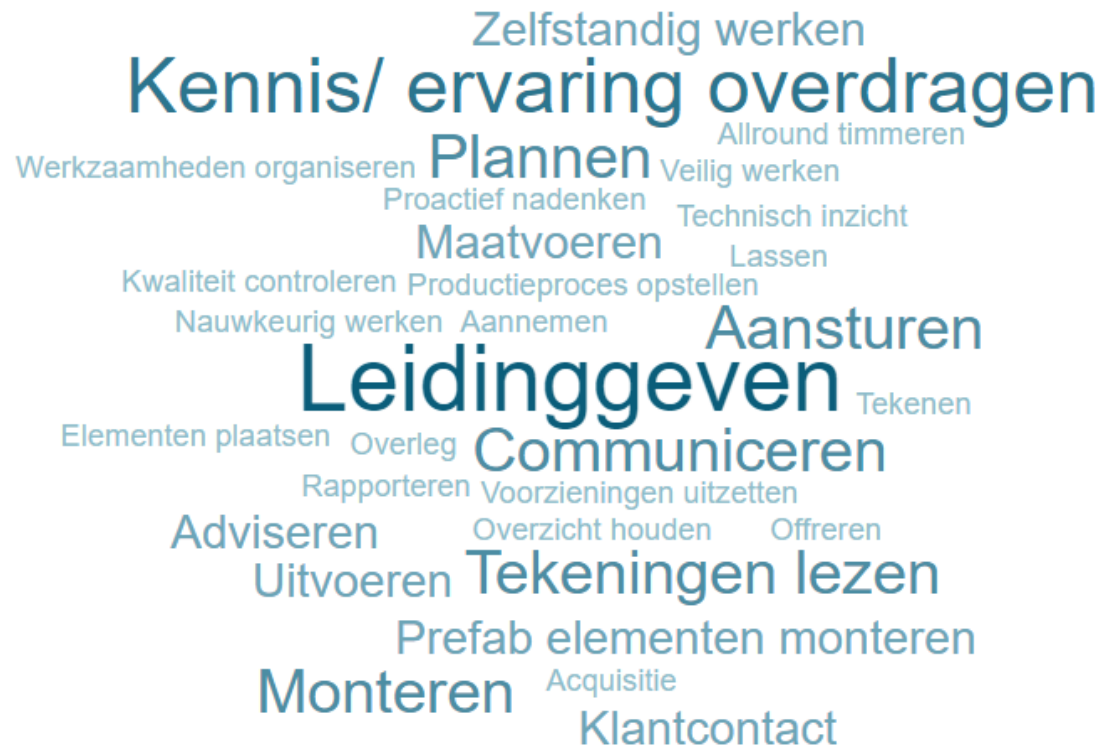 Zelfstandig werken
Kennis/ ervaring overdragen
Allround timmeren
Werkzaamheden organiseren Plannen Veilig werken
Proactief nadenken
Technisch inzicht
Maatvoeren
Lassen
Kwaliteit controleren Productieproces opstellen
Nauwkeurig werken Aannemen
Aansturen
Leidinggeven
Tekenen
Elementen plaatsen Overleg Communiceren
Rapporteren Voorzieningen uitzetten
Adviseren Overzicht houden Offreren
Uitvoeren Tekeningen lezen
Prefab elementen monteren
Monteren Acquisitie
Klantcontact